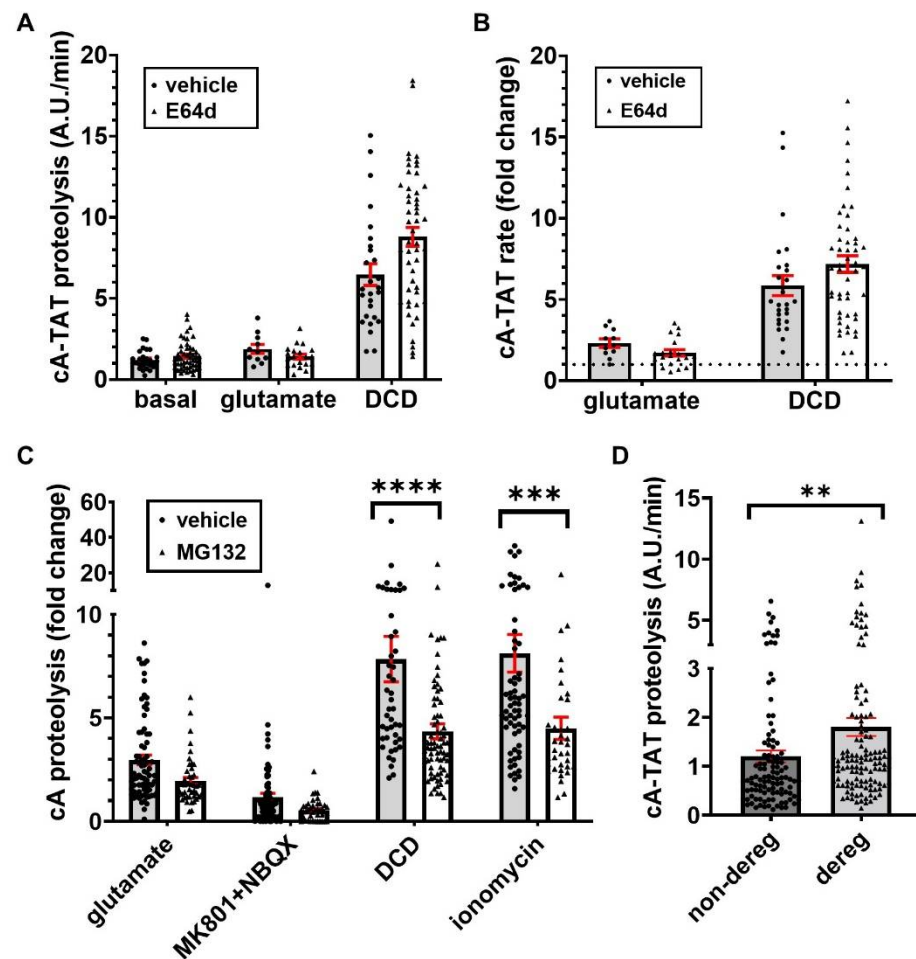 A
cA-TAT proteolysis (A.U./min)
20
15
10
5
0
vehicle
E64d
basal
glutamate
DCD
B
cA-TAT rate (fold change)
20
15
10
5
0
vehicle
E64d
glutamate
DCD
C
cA proteolysis (fold change)
60
40
20
10
5
0
vehicle
MG132
****
***
glutamate
MK801+NBQX
DCD
ionomycin
D
cA-TAT proteolysis (A.U./min)
15
10
5
3
2
1
0
**
non-dereg
dereg